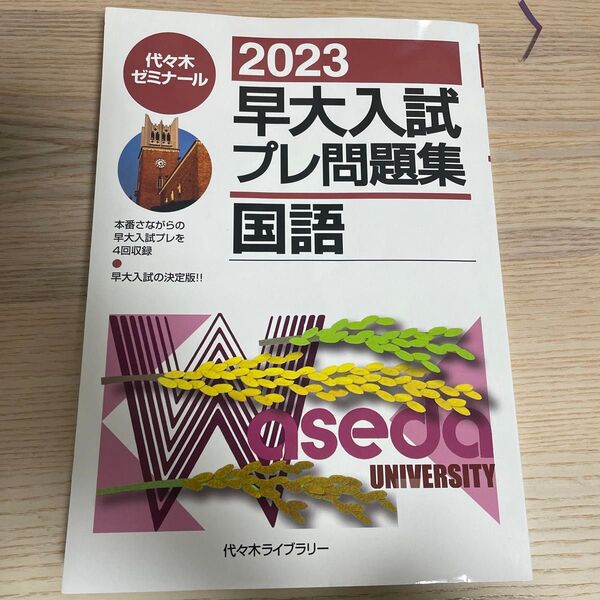 代々木
ゼミナール
2023
早大入試
プレ問題集
国語
本番さながらの
早大入試プレを
4回収録
早大入試の決定版!!
Waseda
UNIVERSITY
代々木ライブラリー